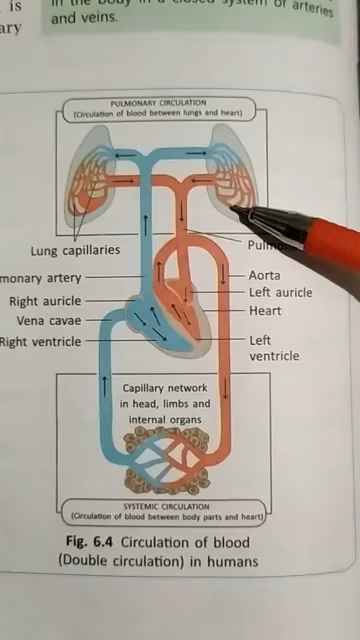 is
ary
in the body in a closed system of arteries
and veins.
PULMONARY CIRCULATION
(Circulation of blood between lungs and heart)
Lung capillaries
monary artery
Right auricle
Vena cavae
Right ventricle
Aorta
Left auricle
Heart
Left
ventricle
Capillary network
in head, limbs and
internal organs
SYSTEMIC CIRCULATION
(Circulation of blood between body parts and heart)
Fig. 6.4 Circulation of blood
(Double circulation) in humans